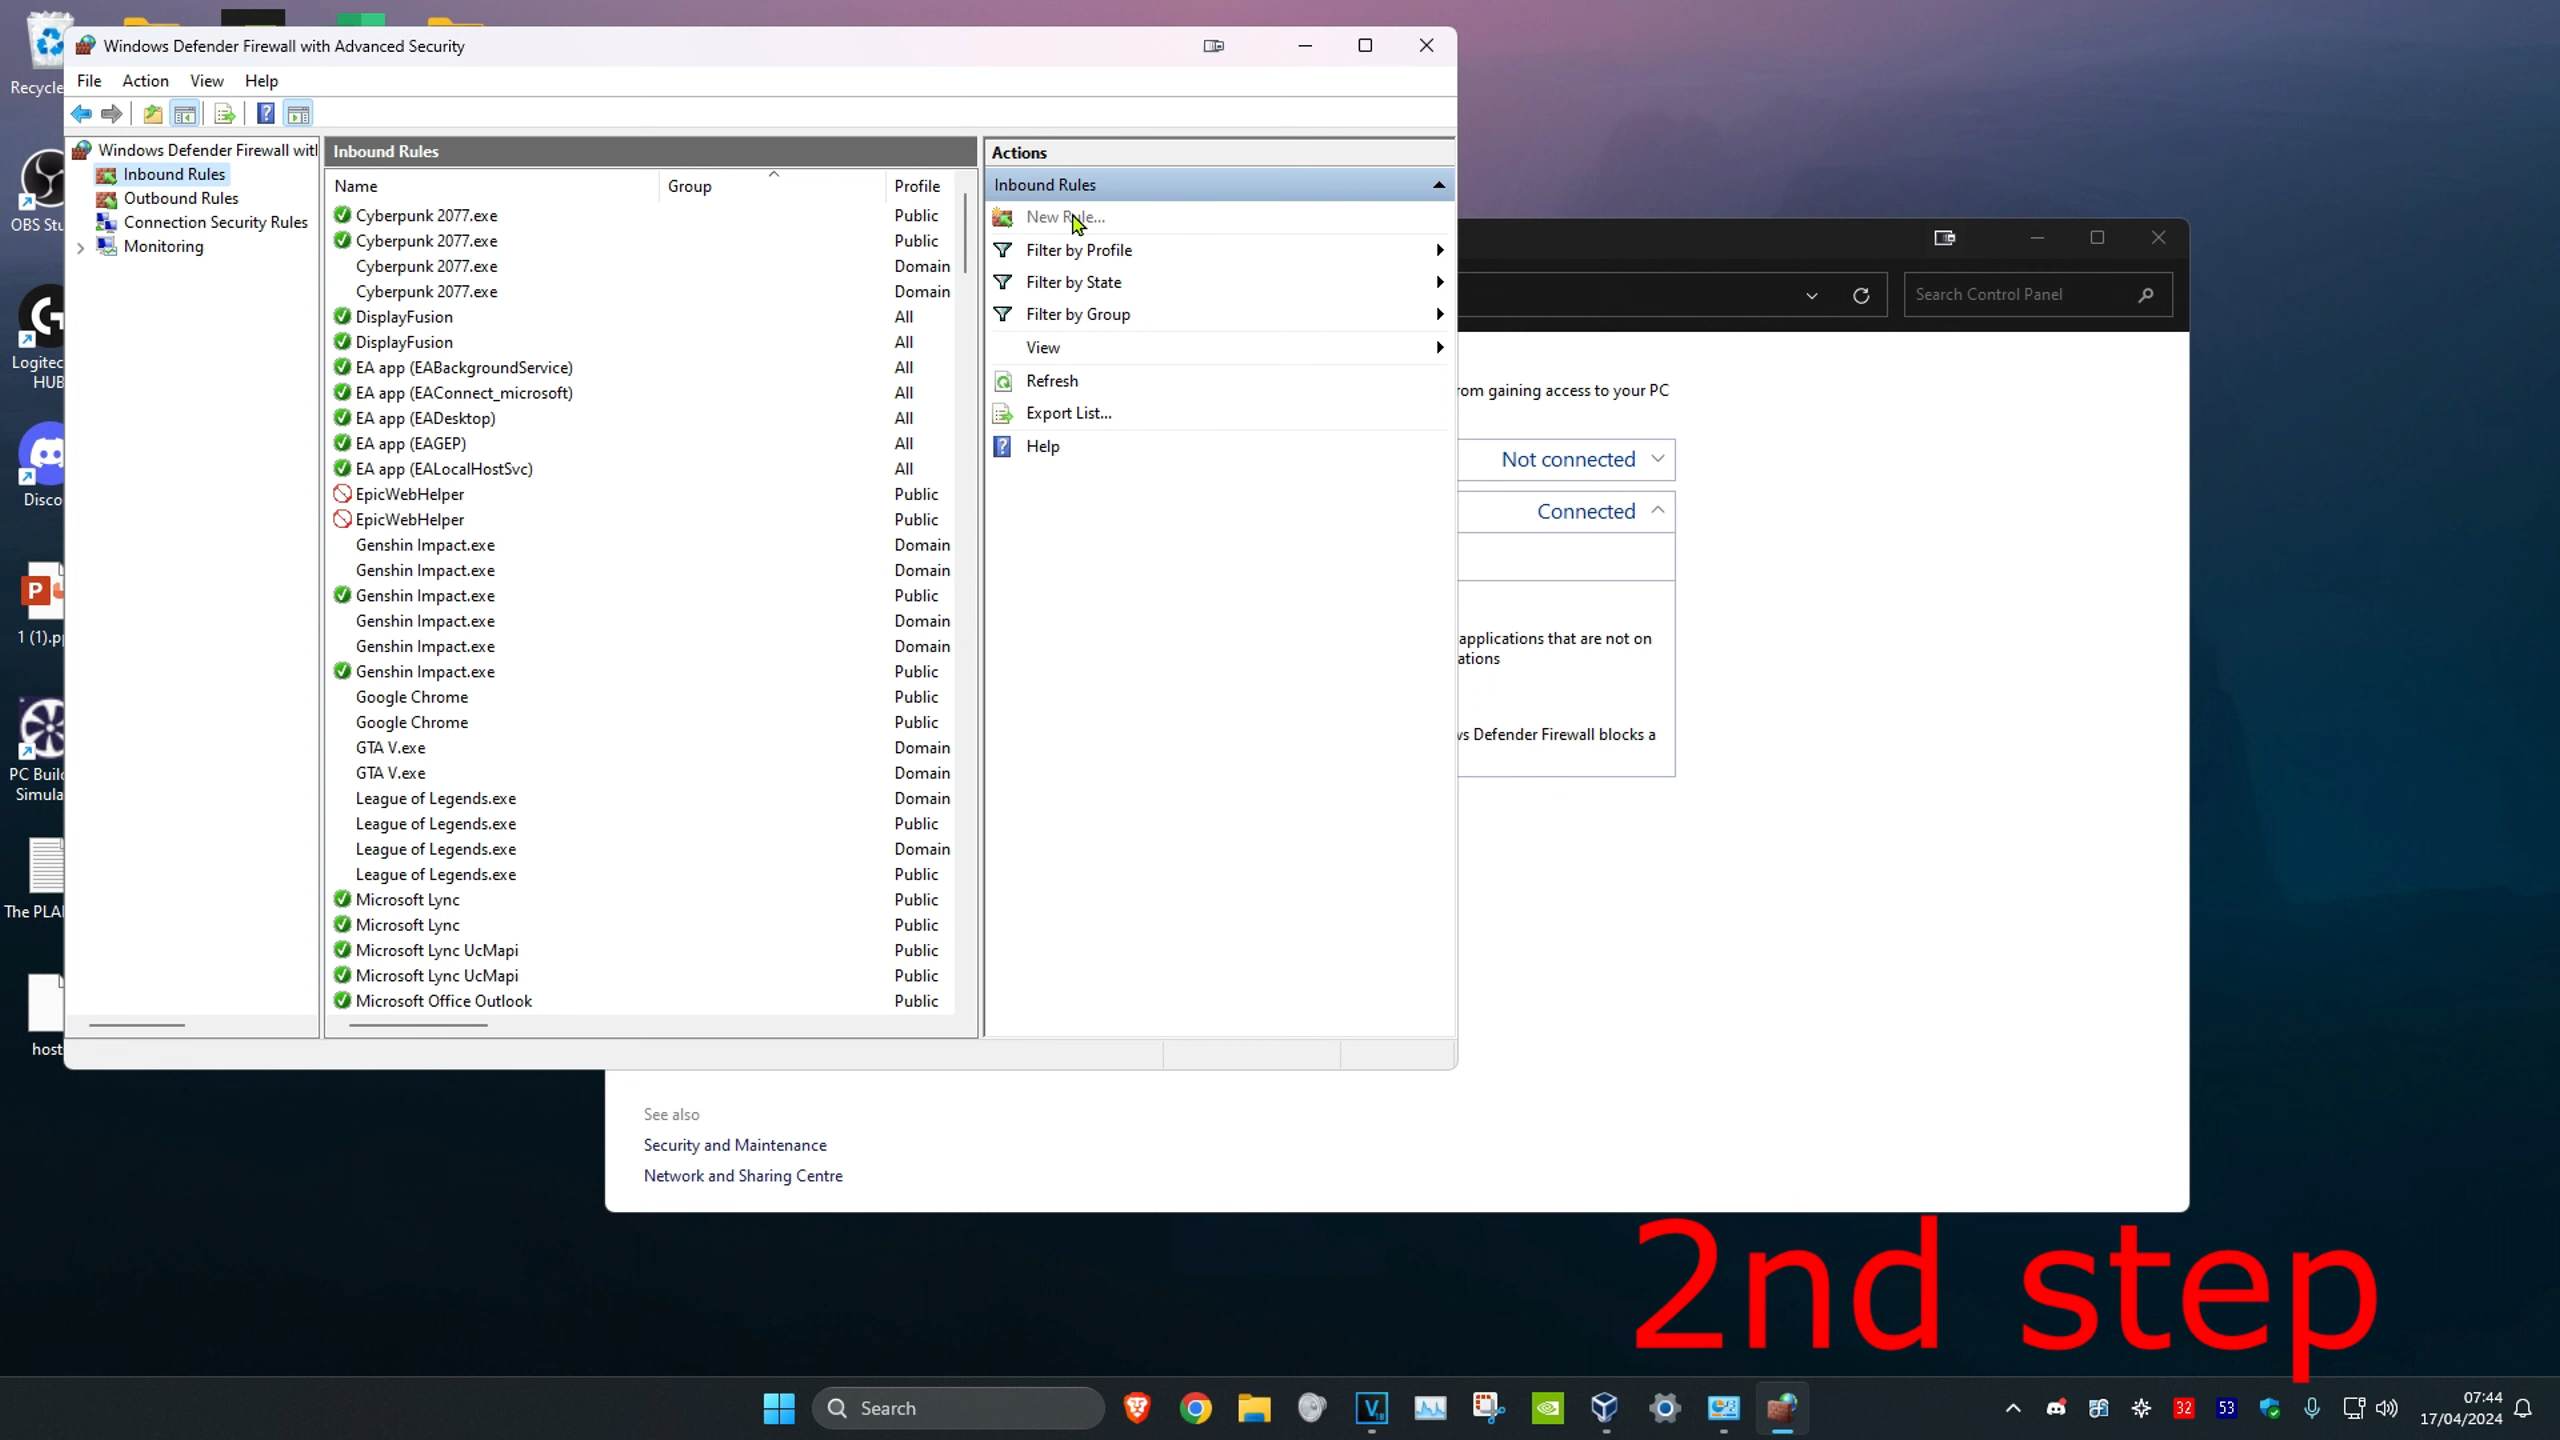 Windows Defender Firewall with Advanced Security
File Action View Help
Windows Defender Firewall wit
Inbound Rules
Outbound Rules
Connection Security Rules
Monitoring
Inbound Rules
Name Group Profile
Cyberpunk 2077.exe Public
Cyberpunk 2077.exe Public
Cyberpunk 2077.exe Domain
Cyberpunk 2077.exe Domain
DisplayFusion All
DisplayFusion All
EA app (EABackgroundService) All
EA app (EAConnect_microsoft) All
EA app (EADesktop) All
EA app (EAGEP) All
EA app (EALocalHostSvc) All
EpicWebHelper Public
EpicWebHelper Public
Genshin Impact.exe Domain
Genshin Impact.exe Domain
Genshin Impact.exe Public
Genshin Impact.exe Domain
Genshin Impact.exe Domain
Genshin Impact.exe Public
Google Chrome Public
Google Chrome Public
GTA V.exe Domain
GTA V.exe Domain
League of Legends.exe Domain
League of Legends.exe Public
League of Legends.exe Domain
League of Legends.exe Public
Microsoft Lync Public
Microsoft Lync Public
Microsoft Lync UcMapi Public
Microsoft Lync UcMapi Public
Microsoft Office Outlook Public
Actions
Inbound Rules
New Rule...
Filter by Profile
Filter by State
Filter by Group
View
Refresh
Export List...
Help
Search Control Panel
from gaining access to your PC
Not connected
Connected
applications that are not on
ations
ws Defender Firewall blocks a
See also
Security and Maintenance
Network and Sharing Centre
Recycle
OBS Stu
Logitec
HUB
Disco
P
1 (1).pp
PC Buil
Simula
The PLA
host
2nd step
Search
V
18
32
53
07:44
17/04/2024